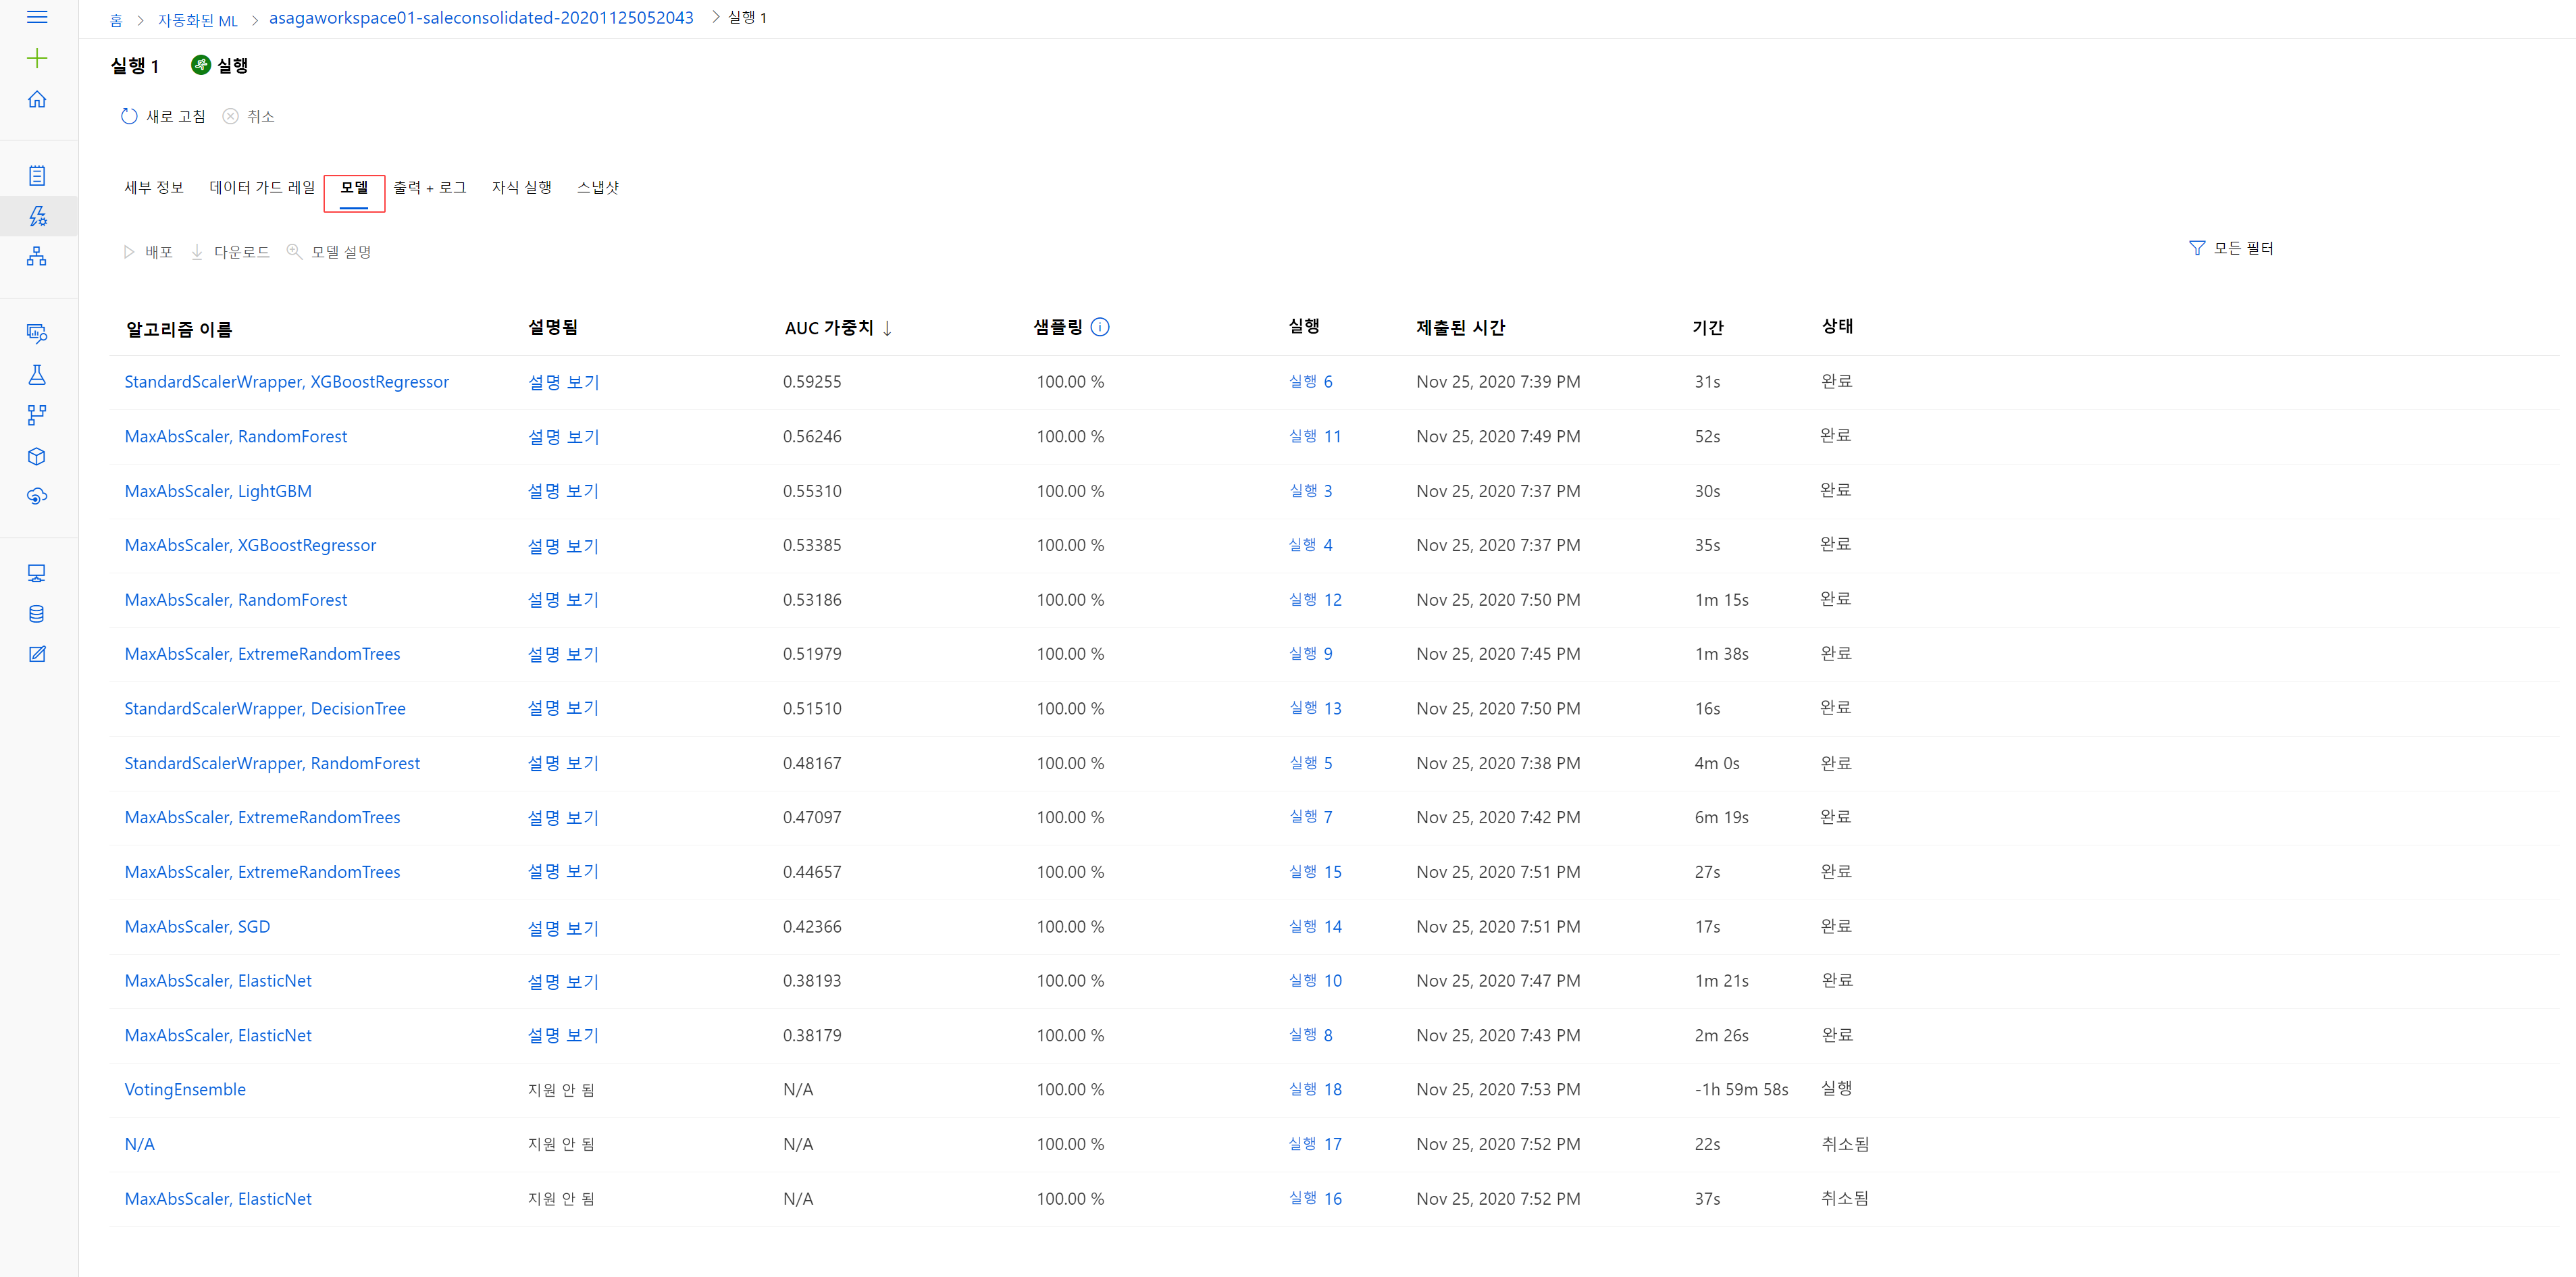 홈 > 자동화된 ML > asagaworkspace01-saleconsolidated-20201125052043 > 실행 1
실행 1 실행
새로 고침 취소
세부 정보 데이터 가드 레일 모델 출력 + 로그 자식 실행 스냅샷
배포 다운로드 모델 설명 모든 필터
알고리즘 이름 설명됨 AUC 가중치 ↓ 샘플링 실행 제출된 시간 기간 상태
StandardScalerWrapper, XGBoostRegressor 설명 보기 0.59255 100.00 % 실행 6 Nov 25, 2020 7:39 PM 31s 완료
MaxAbsScaler, RandomForest 설명 보기 0.56246 100.00 % 실행 11 Nov 25, 2020 7:49 PM 52s 완료
MaxAbsScaler, LightGBM 설명 보기 0.55310 100.00 % 실행 3 Nov 25, 2020 7:37 PM 30s 완료
MaxAbsScaler, XGBoostRegressor 설명 보기 0.53385 100.00 % 실행 4 Nov 25, 2020 7:37 PM 35s 완료
MaxAbsScaler, RandomForest 설명 보기 0.53186 100.00 % 실행 12 Nov 25, 2020 7:50 PM 1m 15s 완료
MaxAbsScaler, ExtremeRandomTrees 설명 보기 0.51979 100.00 % 실행 9 Nov 25, 2020 7:45 PM 1m 38s 완료
StandardScalerWrapper, DecisionTree 설명 보기 0.51510 100.00 % 실행 13 Nov 25, 2020 7:50 PM 16s 완료
StandardScalerWrapper, RandomForest 설명 보기 0.48167 100.00 % 실행 5 Nov 25, 2020 7:38 PM 4m 0s 완료
MaxAbsScaler, ExtremeRandomTrees 설명 보기 0.47097 100.00 % 실행 7 Nov 25, 2020 7:42 PM 6m 19s 완료
MaxAbsScaler, ExtremeRandomTrees 설명 보기 0.44657 100.00 % 실행 15 Nov 25, 2020 7:51 PM 27s 완료
MaxAbsScaler, SGD 설명 보기 0.42366 100.00 % 실행 14 Nov 25, 2020 7:51 PM 17s 완료
MaxAbsScaler, ElasticNet 설명 보기 0.38193 100.00 % 실행 10 Nov 25, 2020 7:47 PM 1m 21s 완료
MaxAbsScaler, ElasticNet 설명 보기 0.38179 100.00 % 실행 8 Nov 25, 2020 7:43 PM 2m 26s 완료
VotingEnsemble 지원 안 됨 N/A 100.00 % 실행 18 Nov 25, 2020 7:53 PM -1h 59m 58s 실행
N/A 지원 안 됨 N/A 100.00 % 실행 17 Nov 25, 2020 7:52 PM 22s 취소됨
MaxAbsScaler, ElasticNet 지원 안 됨 N/A 100.00 % 실행 16 Nov 25, 2020 7:52 PM 37s 취소됨